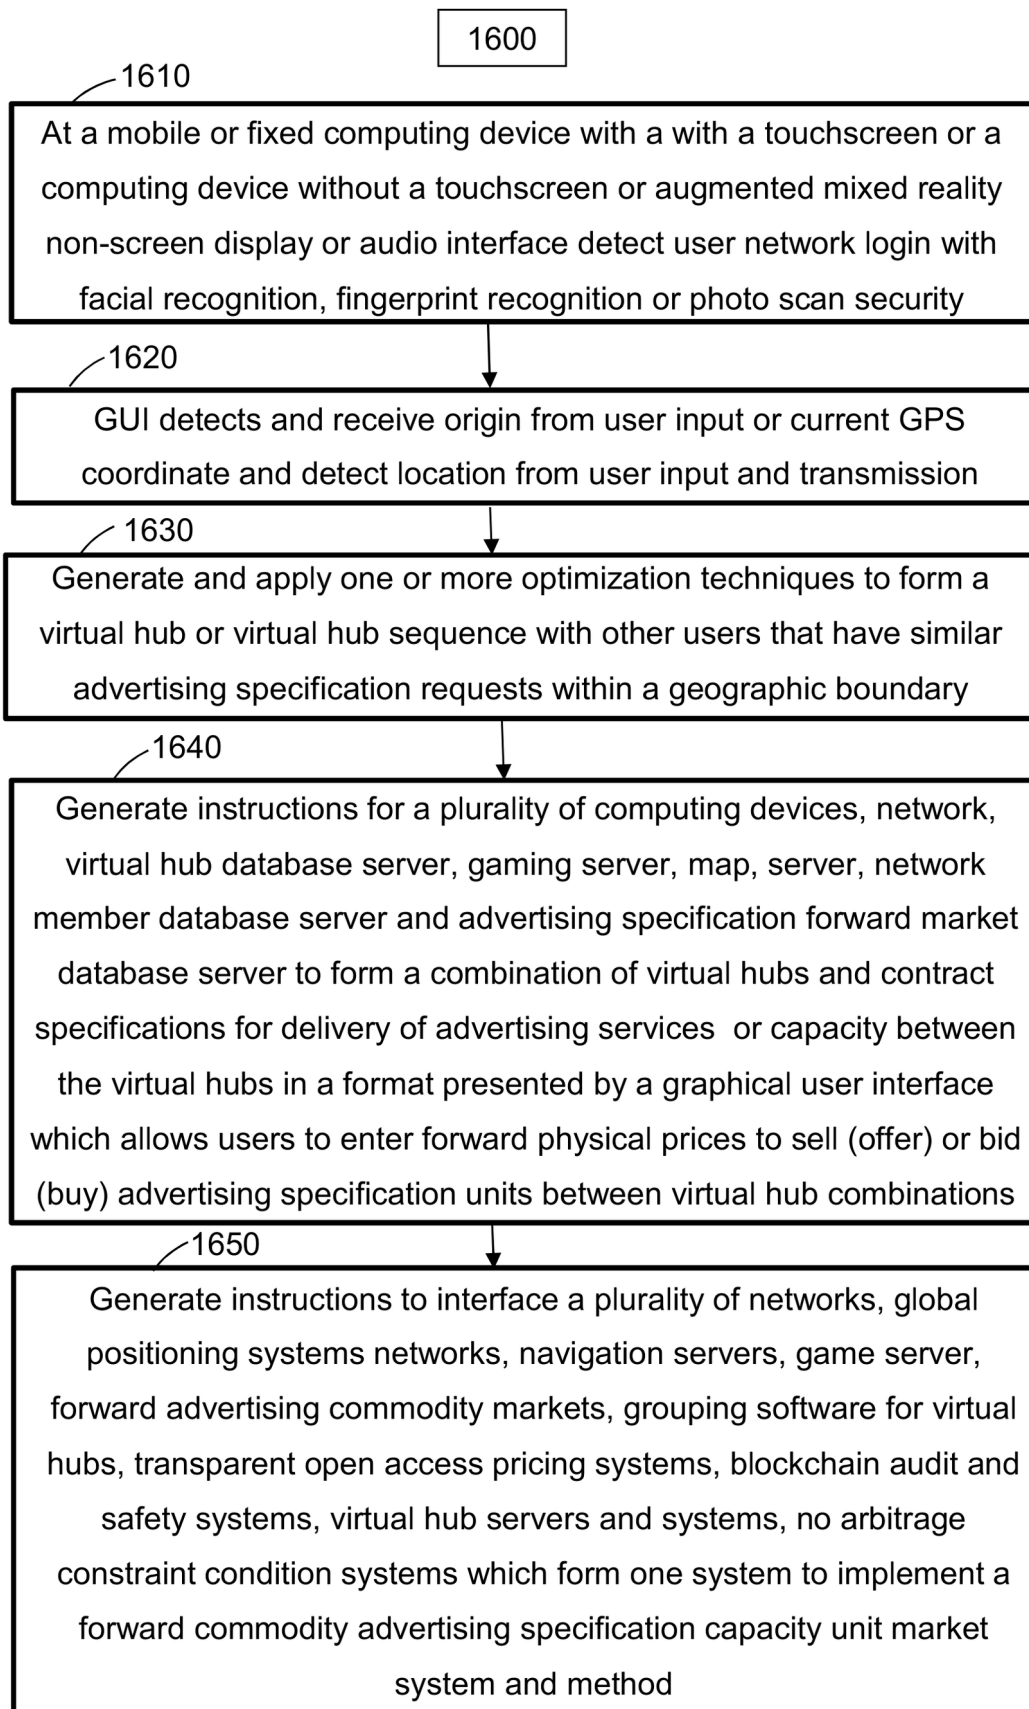 1600
1610
At a mobile or fixed computing device with a with a touchscreen or a
computing device without a touchscreen or augmented mixed reality
non-screen display or audio interface detect user network login with
facial recognition, fingerprint recognition or photo scan security
1620
GUI detects and receive origin from user input or current GPS
coordinate and detect location from user input and transmission
1630
Generate and apply one or more optimization techniques to form a
virtual hub or virtual hub sequence with other users that have similar
advertising specification requests within a geographic boundary
1640
Generate instructions for a plurality of computing devices, network,
virtual hub database server, gaming server, map, server, network
member database server and advertising specification forward market
database server to form a combination of virtual hubs and contract
specifications for delivery of advertising services or capacity between
the virtual hubs in a format presented by a graphical user interface
which allows users to enter forward physical prices to sell (offer) or bid
(buy) advertising specification units between virtual hub combinations
1650
Generate instructions to interface a plurality of networks, global
positioning systems networks, navigation servers, game server,
forward advertising commodity markets, grouping software for virtual
hubs, transparent open access pricing systems, blockchain audit and
safety systems, virtual hub servers and systems, no arbitrage
constraint condition systems which form one system to implement a
forward commodity advertising specification capacity unit market
system and method